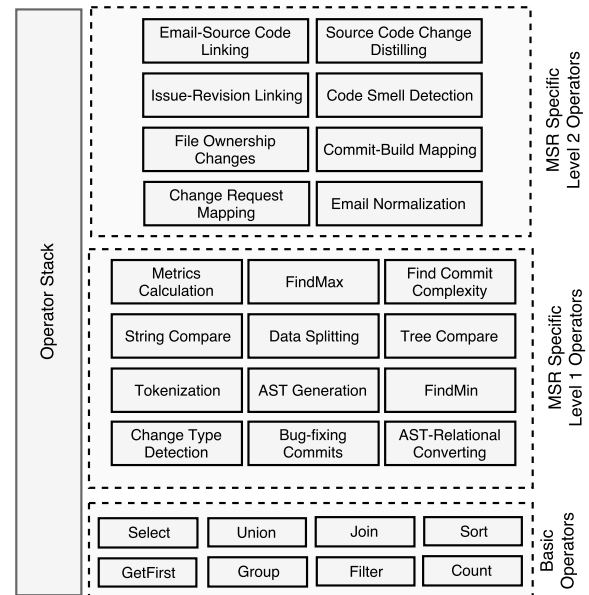 Operator Stack
Email-Source Code
Linking
Source Code Change
Distilling
Issue-Revision Linking
Code Smell Detection
File Ownership
Changes
Commit-Build Mapping
Change Request
Mapping
Email Normalization
MSR Specific
Level 2 Operators
Metrics
Calculation
FindMax
Find Commit
Complexity
String Compare
Data Splitting
Tree Compare
Tokenization
AST Generation
FindMin
Change Type
Detection
Bug-fixing
Commits
AST-Relational
Converting
MSR Specific
Level 1 Operators
Select
Union
Join
Sort
GetFirst
Group
Filter
Count
Basic
Operators